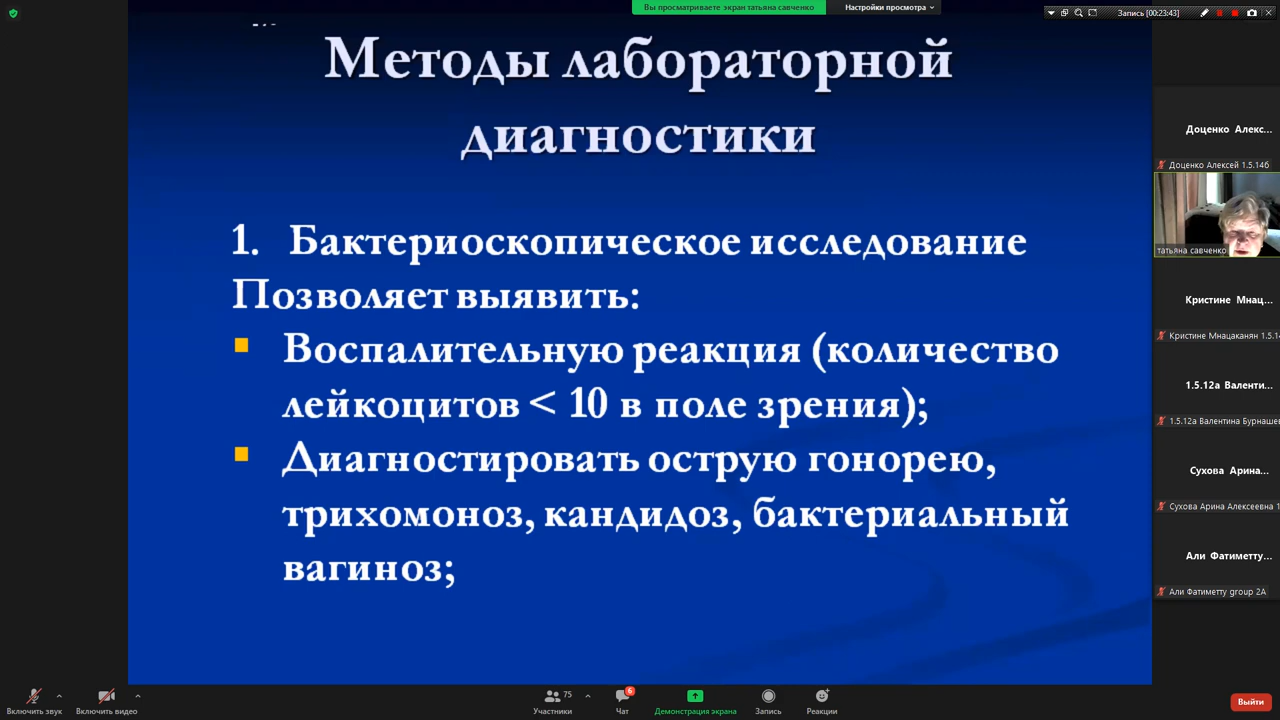 Вы просматриваете экран татьяна савченко
Настройки просмотра
Запись [00:23:43]
Методы лабораторной
диагностики
1. Бактериоскопическое исследование
Позволяет выявить:
Воспалительную реакция (количество
лейкоцитов < 10 в поле зрения);
Диагностировать острую гонорею,
трихомоноз, кандидоз, бактериальный
вагиноз;
Доценко Алекс...
Доценко Алексей 1.5.14б
татьяна савченко
Кристине Мнац...
Кристине Мнацаканян 1.5.1
1.5.12а Валенти...
1.5.12а Валентина Бурнашев
Сухова Арина...
Сухова Арина Алексеевна 1
Али Фатиметту...
Али Фатиметту group 2А
Включить звук
Включить видео
75
Участники
6
Чат
Демонстрация экрана
Запись
Реакции
Выйти